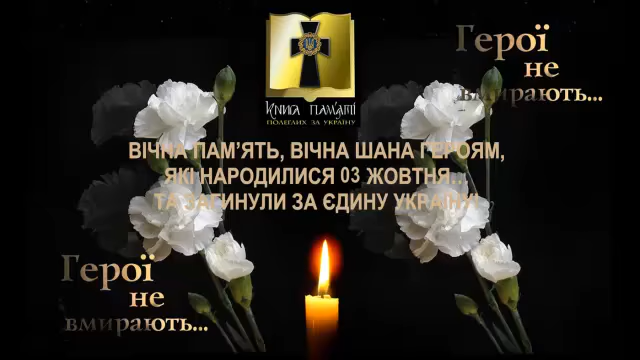 Герої
не
вмирають...
Книга пам'яті
полеглих за Україну
ВІЧНА ПАМ'ЯТЬ, ВІЧНА ШАНА ГЕРОЯМ,
ЯКІ НАРОДИЛИСЯ 03 ЖОВТНЯ...
ТА ЗАГИНУЛИ ЗА ЄДИНУ УКРАЇНУ!
Герої
не
вмирають...